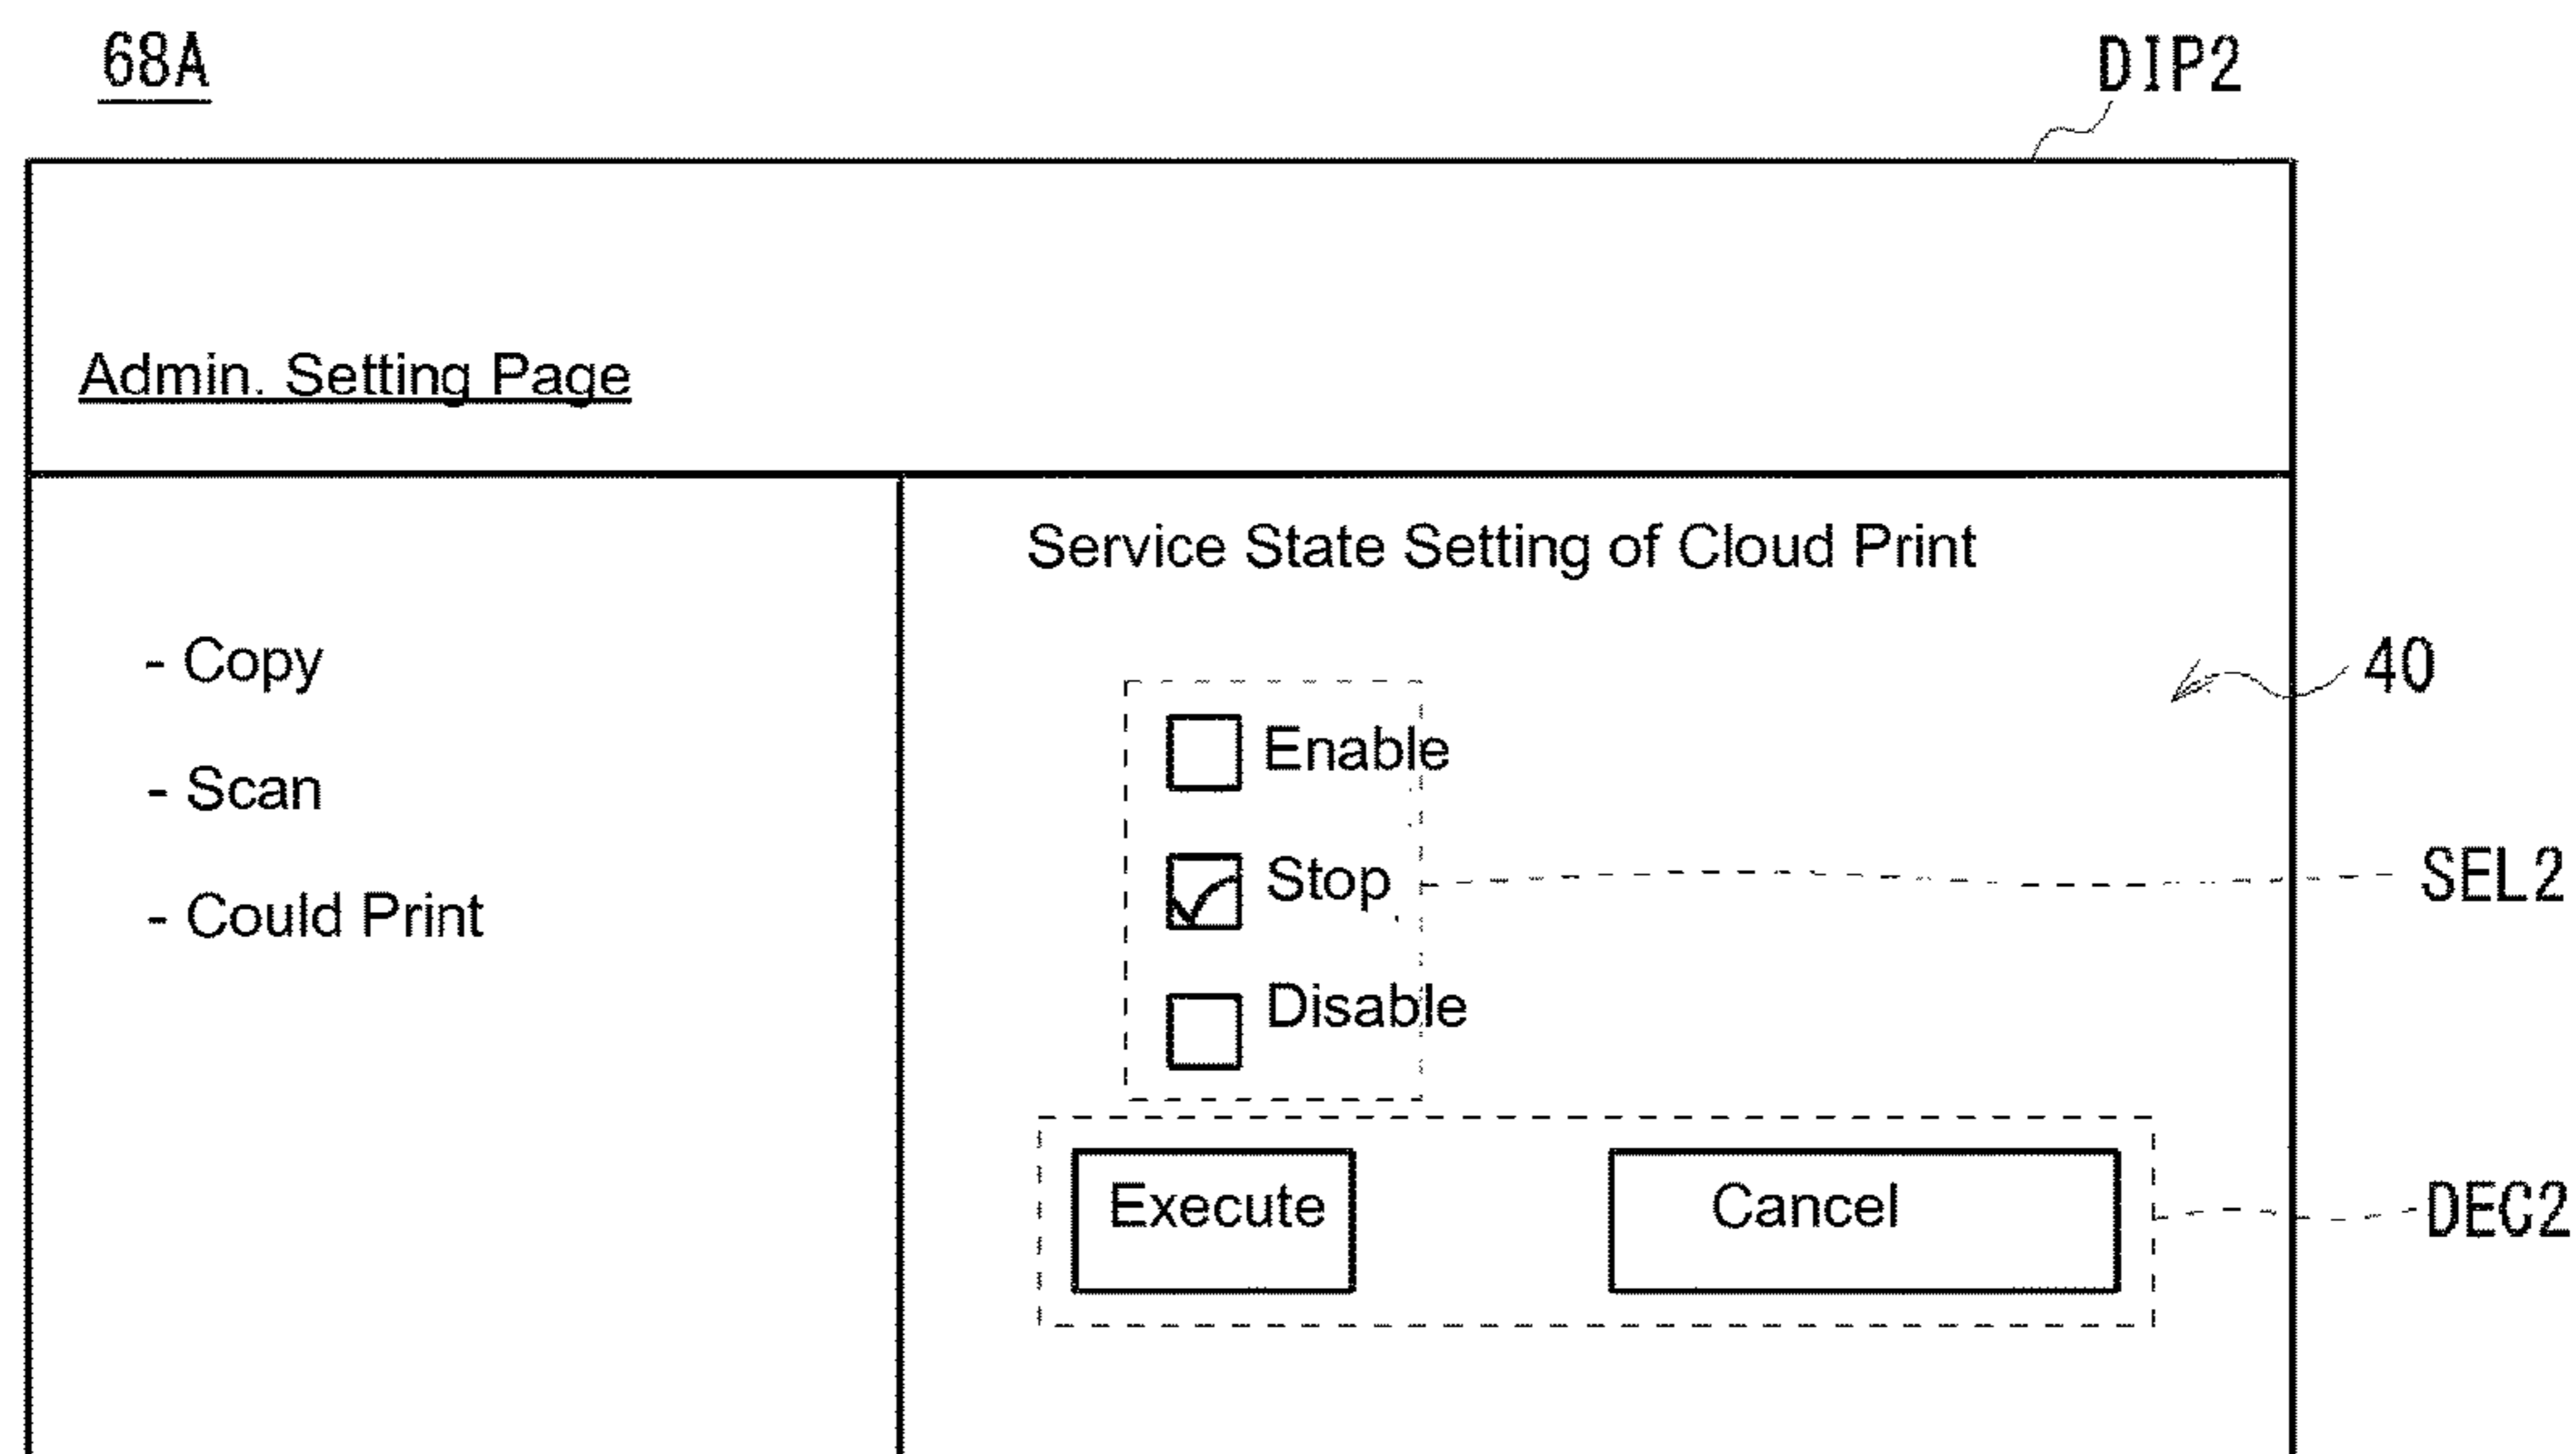 68A
DIP2
Admin. Setting Page
- Copy
- Scan
- Could Print
Service State Setting of Cloud Print
40
Enable
Stop
SEL2
Disable
Execute
Cancel
DEC2